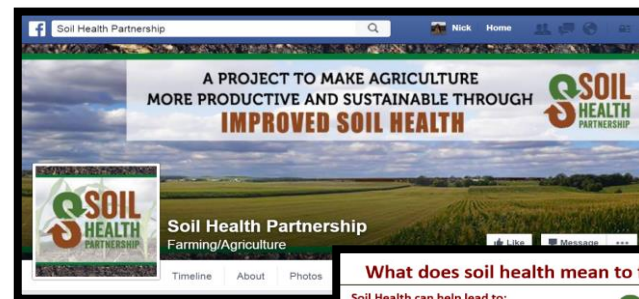 Soil Health Partnership
Nick Home
A PROJECT TO MAKE AGRICULTURE
MORE PRODUCTIVE AND SUSTAINABLE THROUGH
IMPROVED SOIL HEALTH
SOIL
HEALTH
PARTNERSHIP
SOIL
HEALTH
PARTNERSHIP
Soil Health Partnership
Farming/Agriculture
Like Message
Timeline About Photos
What does soil health mean to
Soil Health can help lead to: